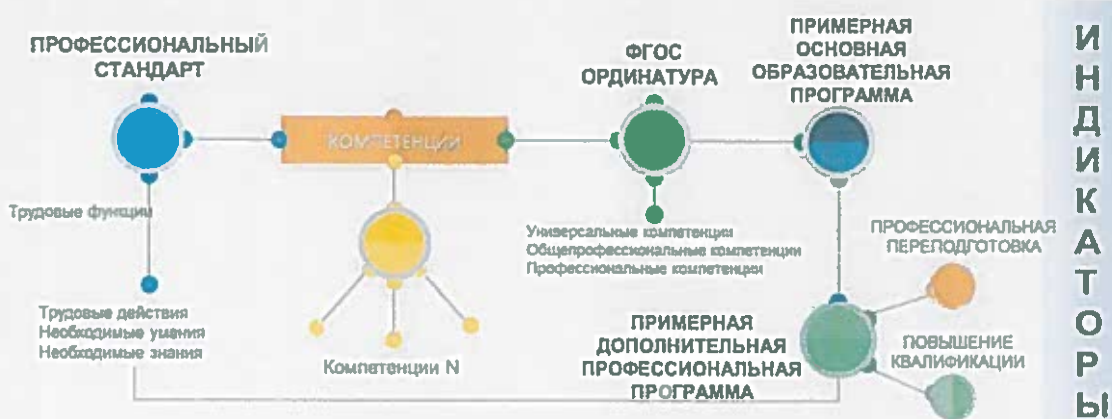 ПРОФЕССИОНАЛЬНЫЙ
СТАНДАРТ
Трудовые функции
Трудовые действия
Необходимые умения
Необходимые знания
КОМПЕТЕНЦИИ
Компетенции N
ФГОС
ОРДИНАТУРА
Универсальные компетенции
Общепрофессиональные компетенции
Профессиональные компетенции
ПРИМЕРНАЯ
ОСНОВНАЯ
ОБРАЗОВАТЕЛЬНАЯ
ПРОГРАММА
ПРИМЕРНАЯ
ДОПОЛНИТЕЛЬНАЯ
ПРОФЕССИОНАЛЬНАЯ
ПРОГРАММА
ПРОФЕССИОНАЛЬНАЯ
ПЕРЕПОДГОТОВКА
ПОВЫШЕНИЕ
КВАЛИФИКАЦИИ
ИНДИКАТОРЫ